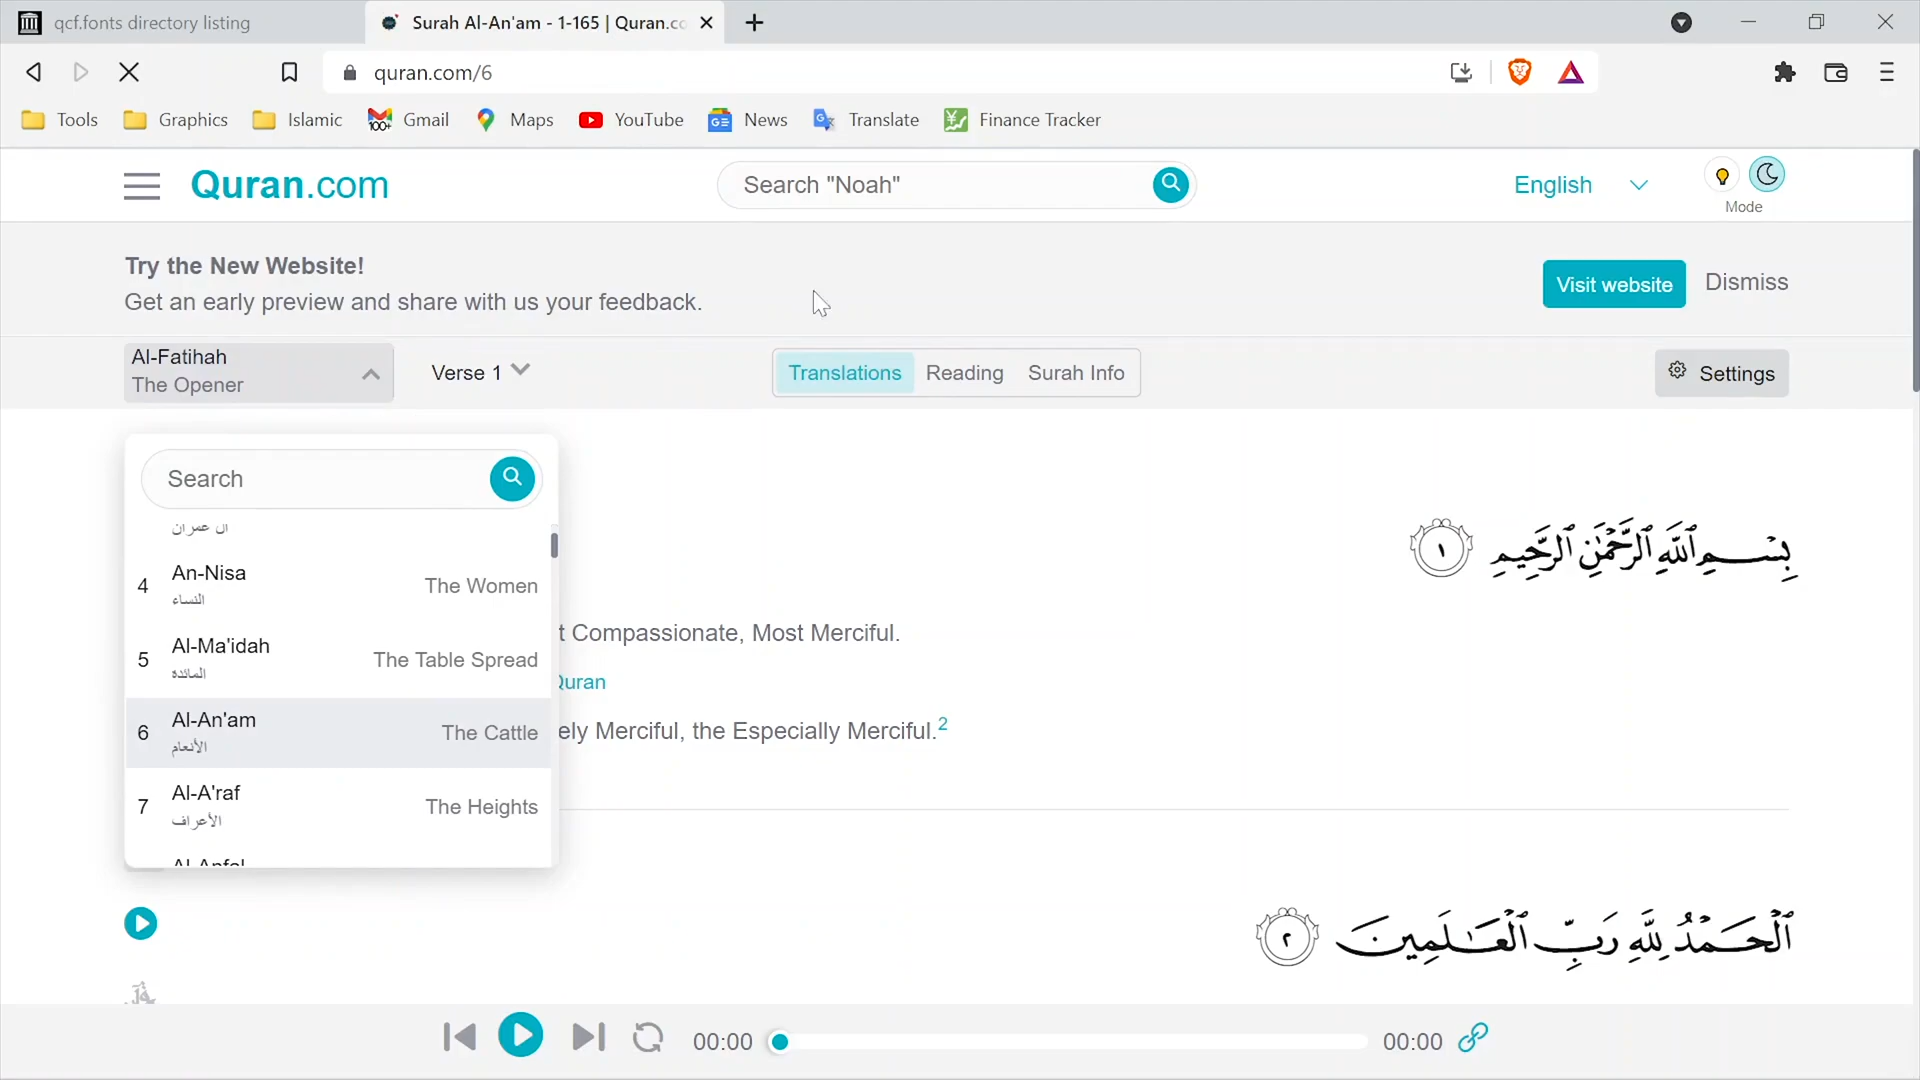 qcf.fonts directory listing
Surah Al-An'am - 1-165 | Quran.co
quran.com/6
Tools Graphics Islamic Gmail Maps YouTube News Translate Finance Tracker
100+
Quran.com
Search "Noah"
English
Mode
Try the New Website!
Get an early preview and share with us your feedback.
Visit website
Dismiss
Al-Fatihah
The Opener
Verse 1
Translations Reading Surah Info
Settings
Search
آل عمران
4 An-Nisa The Women
النساء
5 Al-Ma'idah The Table Spread
المائدة
6 Al-An'am The Cattle
الأنعام
7 Al-A'raf The Heights
الأعراف
Al-Anfal
بِسْمِ ٱللَّهِ ٱلرَّحْمَٰنِ ٱلرَّحِيمِ ١
t Compassionate, Most Merciful.
Quran
ely Merciful, the Especially Merciful.2
ٱلْحَمْدُ لِلَّهِ رَبِّ ٱلْعَٰلَمِينَ ٢
00:00
00:00